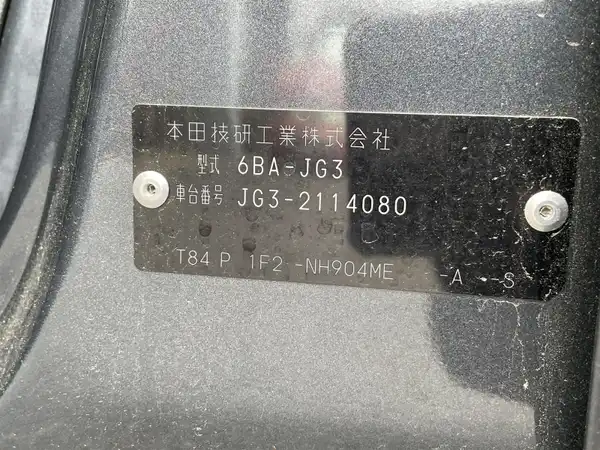 本田技研工業株式会社
型式 6BA-JG3
車台番号 JG3-2114080
T84 P 1F2 -NH904ME -A -S